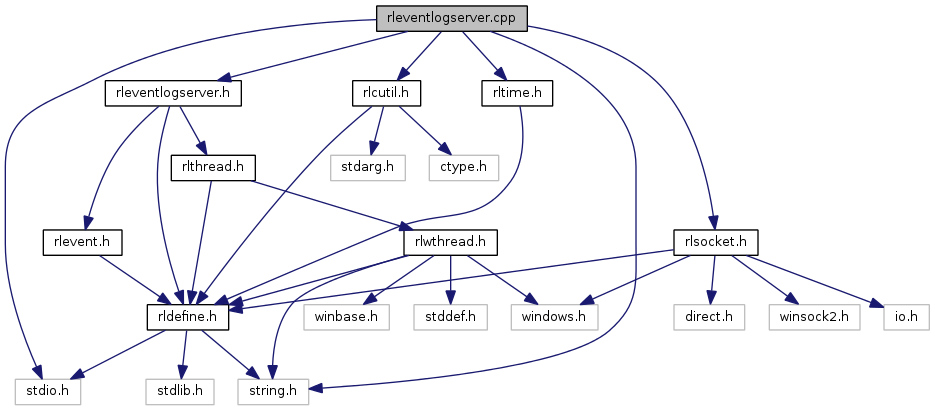 rleventlogserver.cpp
rleventlogserver.h
rlcutil.h
rltime.h
rlthread.h
stdarg.h
ctype.h
rlevent.h
rlwthread.h
rlsocket.h
rldefine.h
winbase.h
stddef.h
windows.h
direct.h
winsock2.h
io.h
stdio.h
stdlib.h
string.h